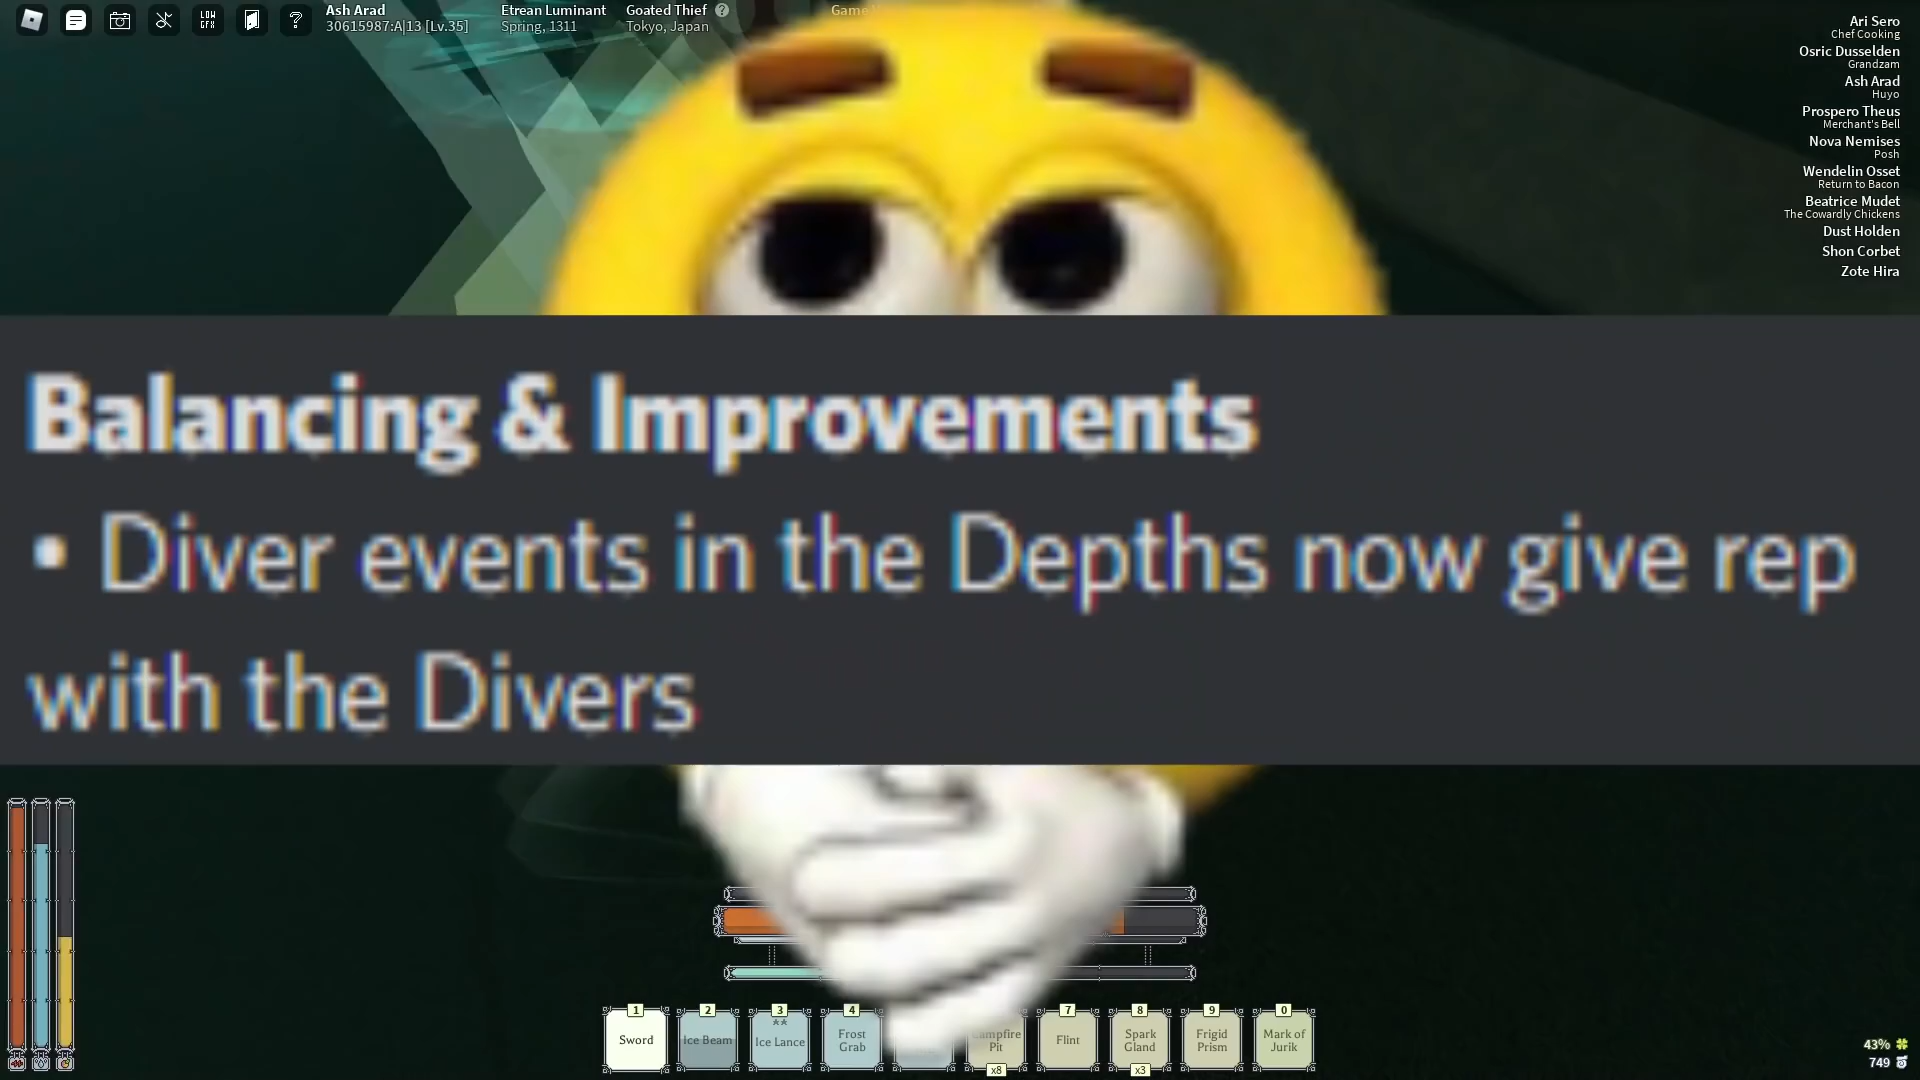 LOW
GFX
?
Ash Arad
30615987:A|13 [Lv.35]
Etrean Luminant
Spring, 1311
Goated Thief ?
Tokyo, Japan
Game
Ari Sero
Chef Cooking
Osric Dusselden
Grandzam
Ash Arad
Huyo
Prospero Theus
Merchant's Bell
Nova Nemises
Posh
Wendelin Osset
Return to Bacon
Beatrice Mudet
The Cowardly Chickens
Dust Holden
Shon Corbet
Zote Hira
Balancing & Improvements
• Diver events in the Depths now give rep
with the Divers
1
Sword
2
Ice Beam
3
**
Ice Lance
4
Frost
Grab
Campfire
Pit
x8
7
Flint
8
Spark
Gland
x3
9
Frigid
Prism
0
Mark of
Jurik
43%
749